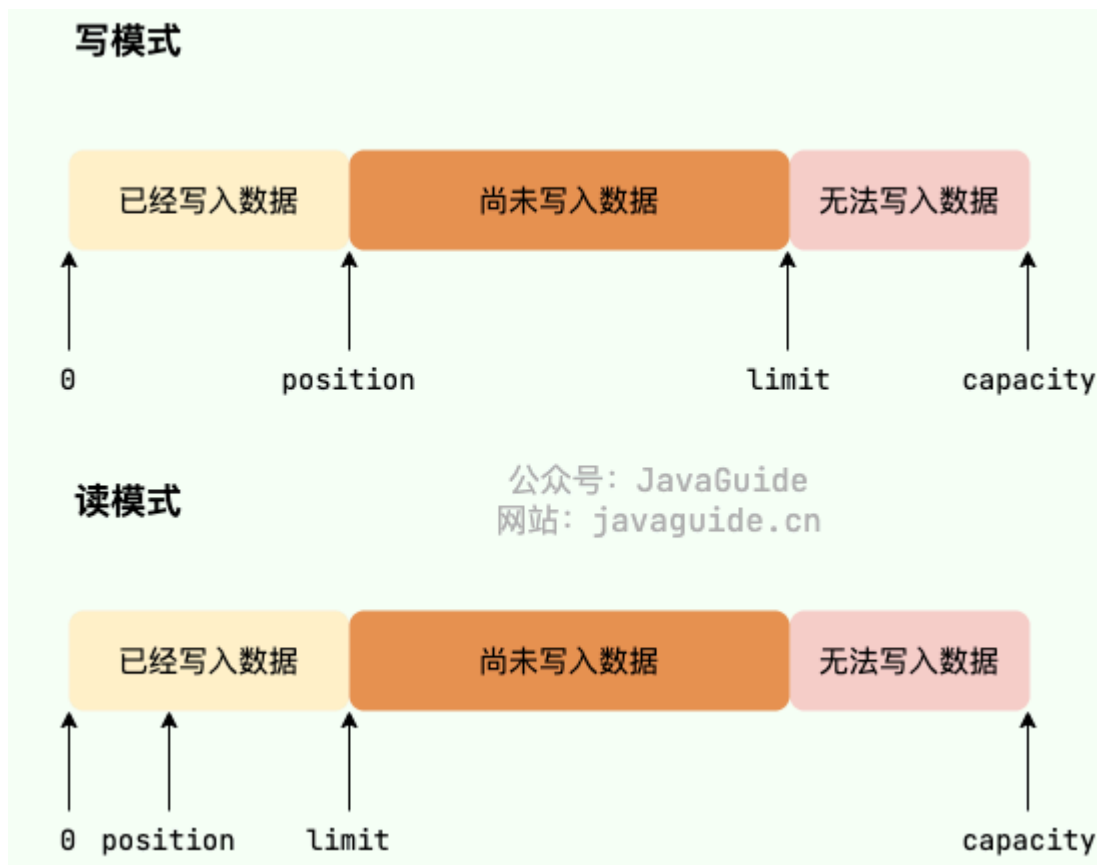 写模式
已经写入数据 尚未写入数据 无法写入数据
0 position limit capacity
公众号：JavaGuide
网站：javaguide.cn
读模式
已经写入数据 尚未写入数据 无法写入数据
0 position limit capacity